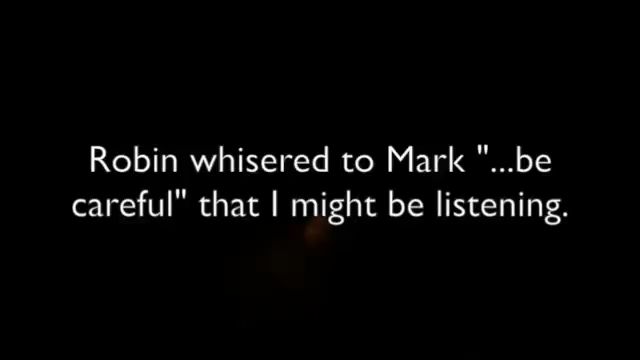 Robin whisered to Mark "...be
careful" that I might be listening.